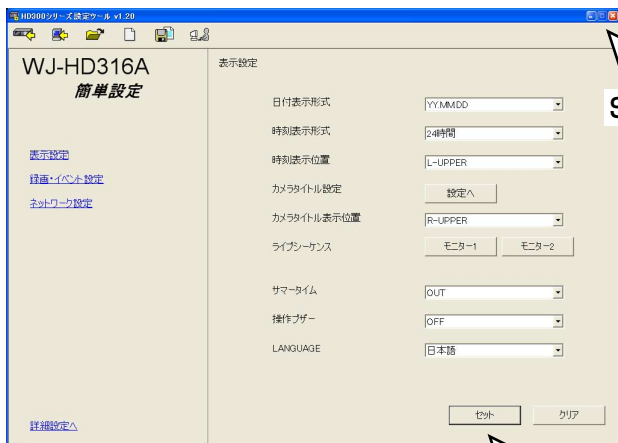 HD300シリーズ設定ツール v1.20
WJ-HD316A
簡単設定
表示設定
録画・イベント設定
ネットワーク設定
詳細設定へ
表示設定
日付表示形式 YY.MM.DD
時刻表示形式 24時間
時刻表示位置 L-UPPER
カメラタイトル設定 設定へ
カメラタイトル表示位置 R-UPPER
ライブシーケンス モニター1 モニター2
サマータイム OUT
操作ブザー OFF
LANGUAGE 日本語
セット クリア